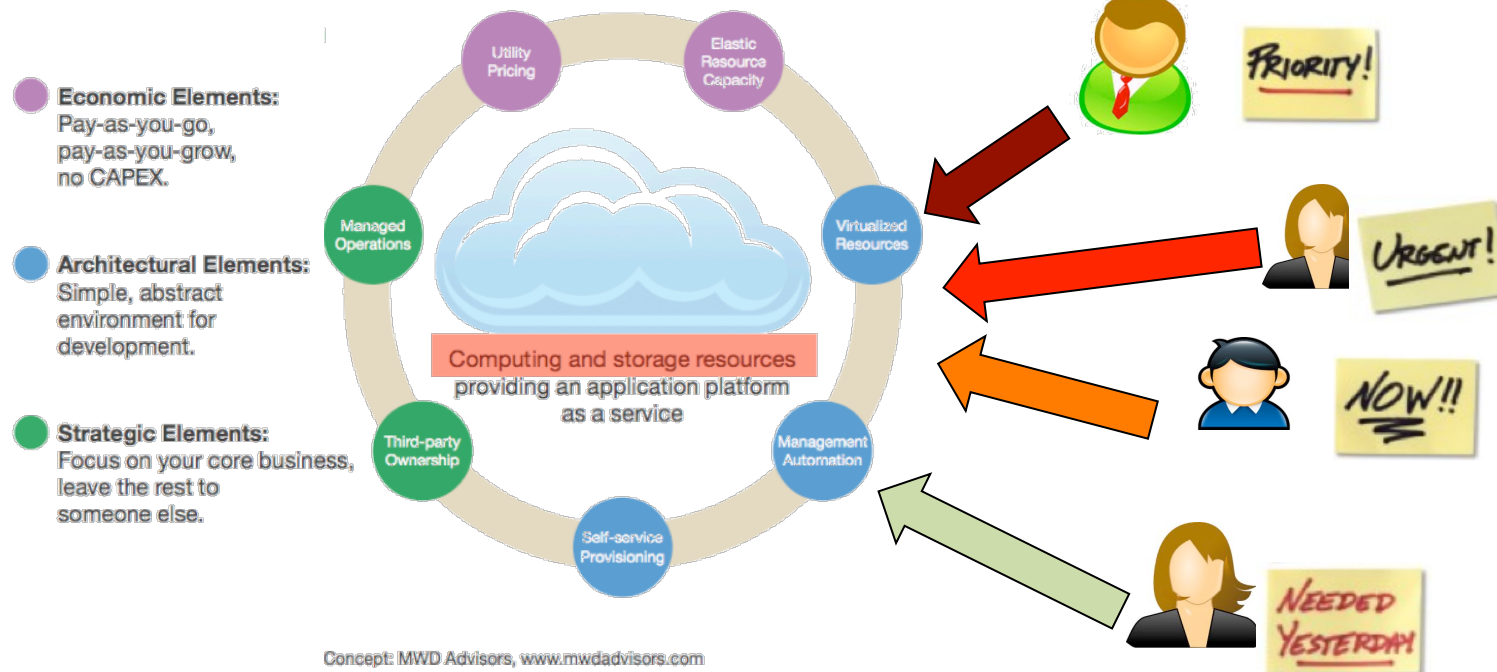 Economic Elements:
Pay-as-you-go,
pay-as-you-grow,
no CAPEX.
Architectural Elements:
Simple, abstract
environment for
development.
Strategic Elements:
Focus on your core business,
leave the rest to
someone else.
Utility
Pricing
Elastic
Resource
Capacity
Managed
Operations
Virtualized
Resources
Computing and storage resources
providing an application platform
as a service
Third-party
Ownership
Management
Automation
Self-service
Provisioning
Concept: MWD Advisors, www.mwdadvisors.com
PRIORITY!
URGENT!
NOW!!
NEEDED
YESTERDAY